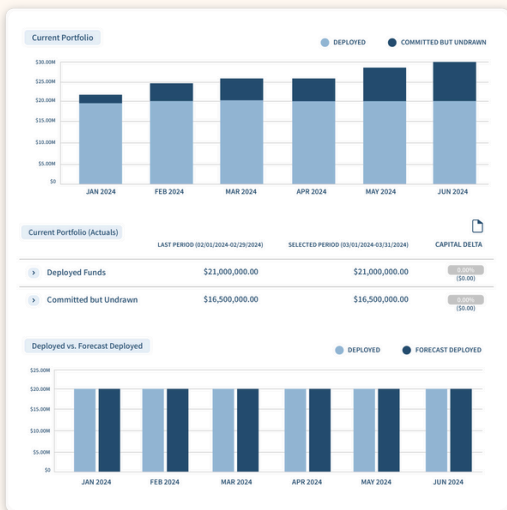 Current Portfolio
DEPLOYED COMMITTED BUT UNDRAWN
$30.00M
$25.00M
$20.00M
$15.00M
$10.00M
$5.00M
$0
JAN 2024 FEB 2024 MAR 2024 APR 2024 MAY 2024 JUN 2024
Current Portfolio (Actuals)
LAST PERIOD (02/01/2024-02/29/2024) SELECTED PERIOD (03/01/2024-03/31/2024) CAPITAL DELTA
Deployed Funds $21,000,000.00 $21,000,000.00 0.00%
($0.00)
Committed but Undrawn $16,500,000.00 $16,500,000.00 0.00%
($0.00)
Deployed vs. Forecast Deployed
DEPLOYED FORECAST DEPLOYED
$25.00M
$20.00M
$15.00M
$10.00M
$5.00M
$0
JAN 2024 FEB 2024 MAR 2024 APR 2024 MAY 2024 JUN 2024